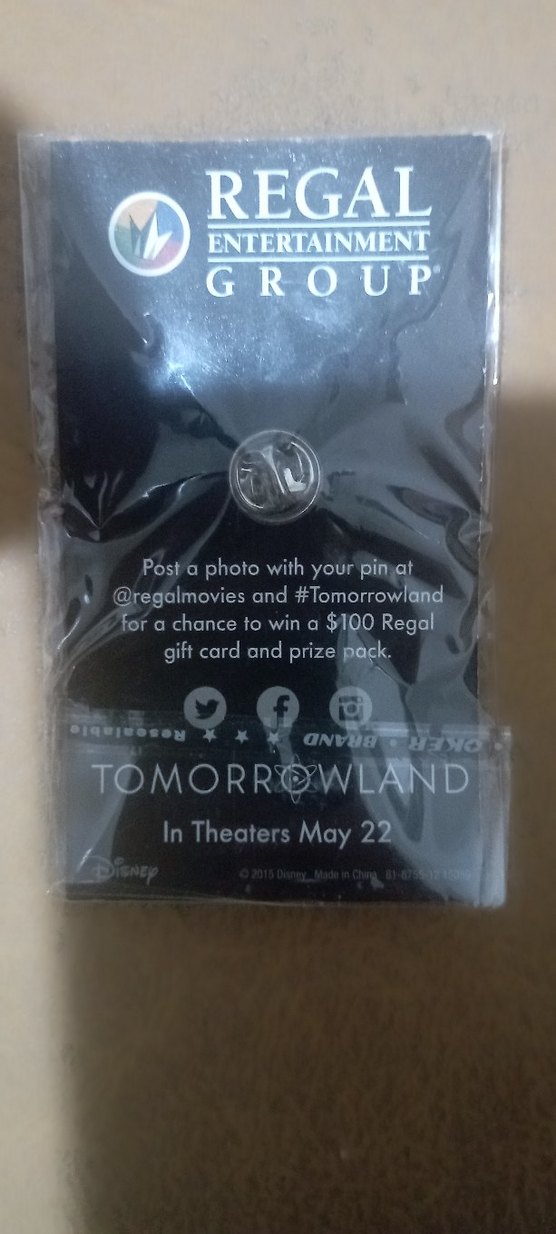 REGAL
ENTERTAINMENT
GROUP
Post a photo with your pin at
@regalmovies and #Tomorrowland
for a chance to win a $100 Regal
gift card and prize pack.
OKER • BRAND ★ ★ ★ Resealable
TOMORROWLAND
In Theaters May 22
Disney
© 2015 Disney Made in China